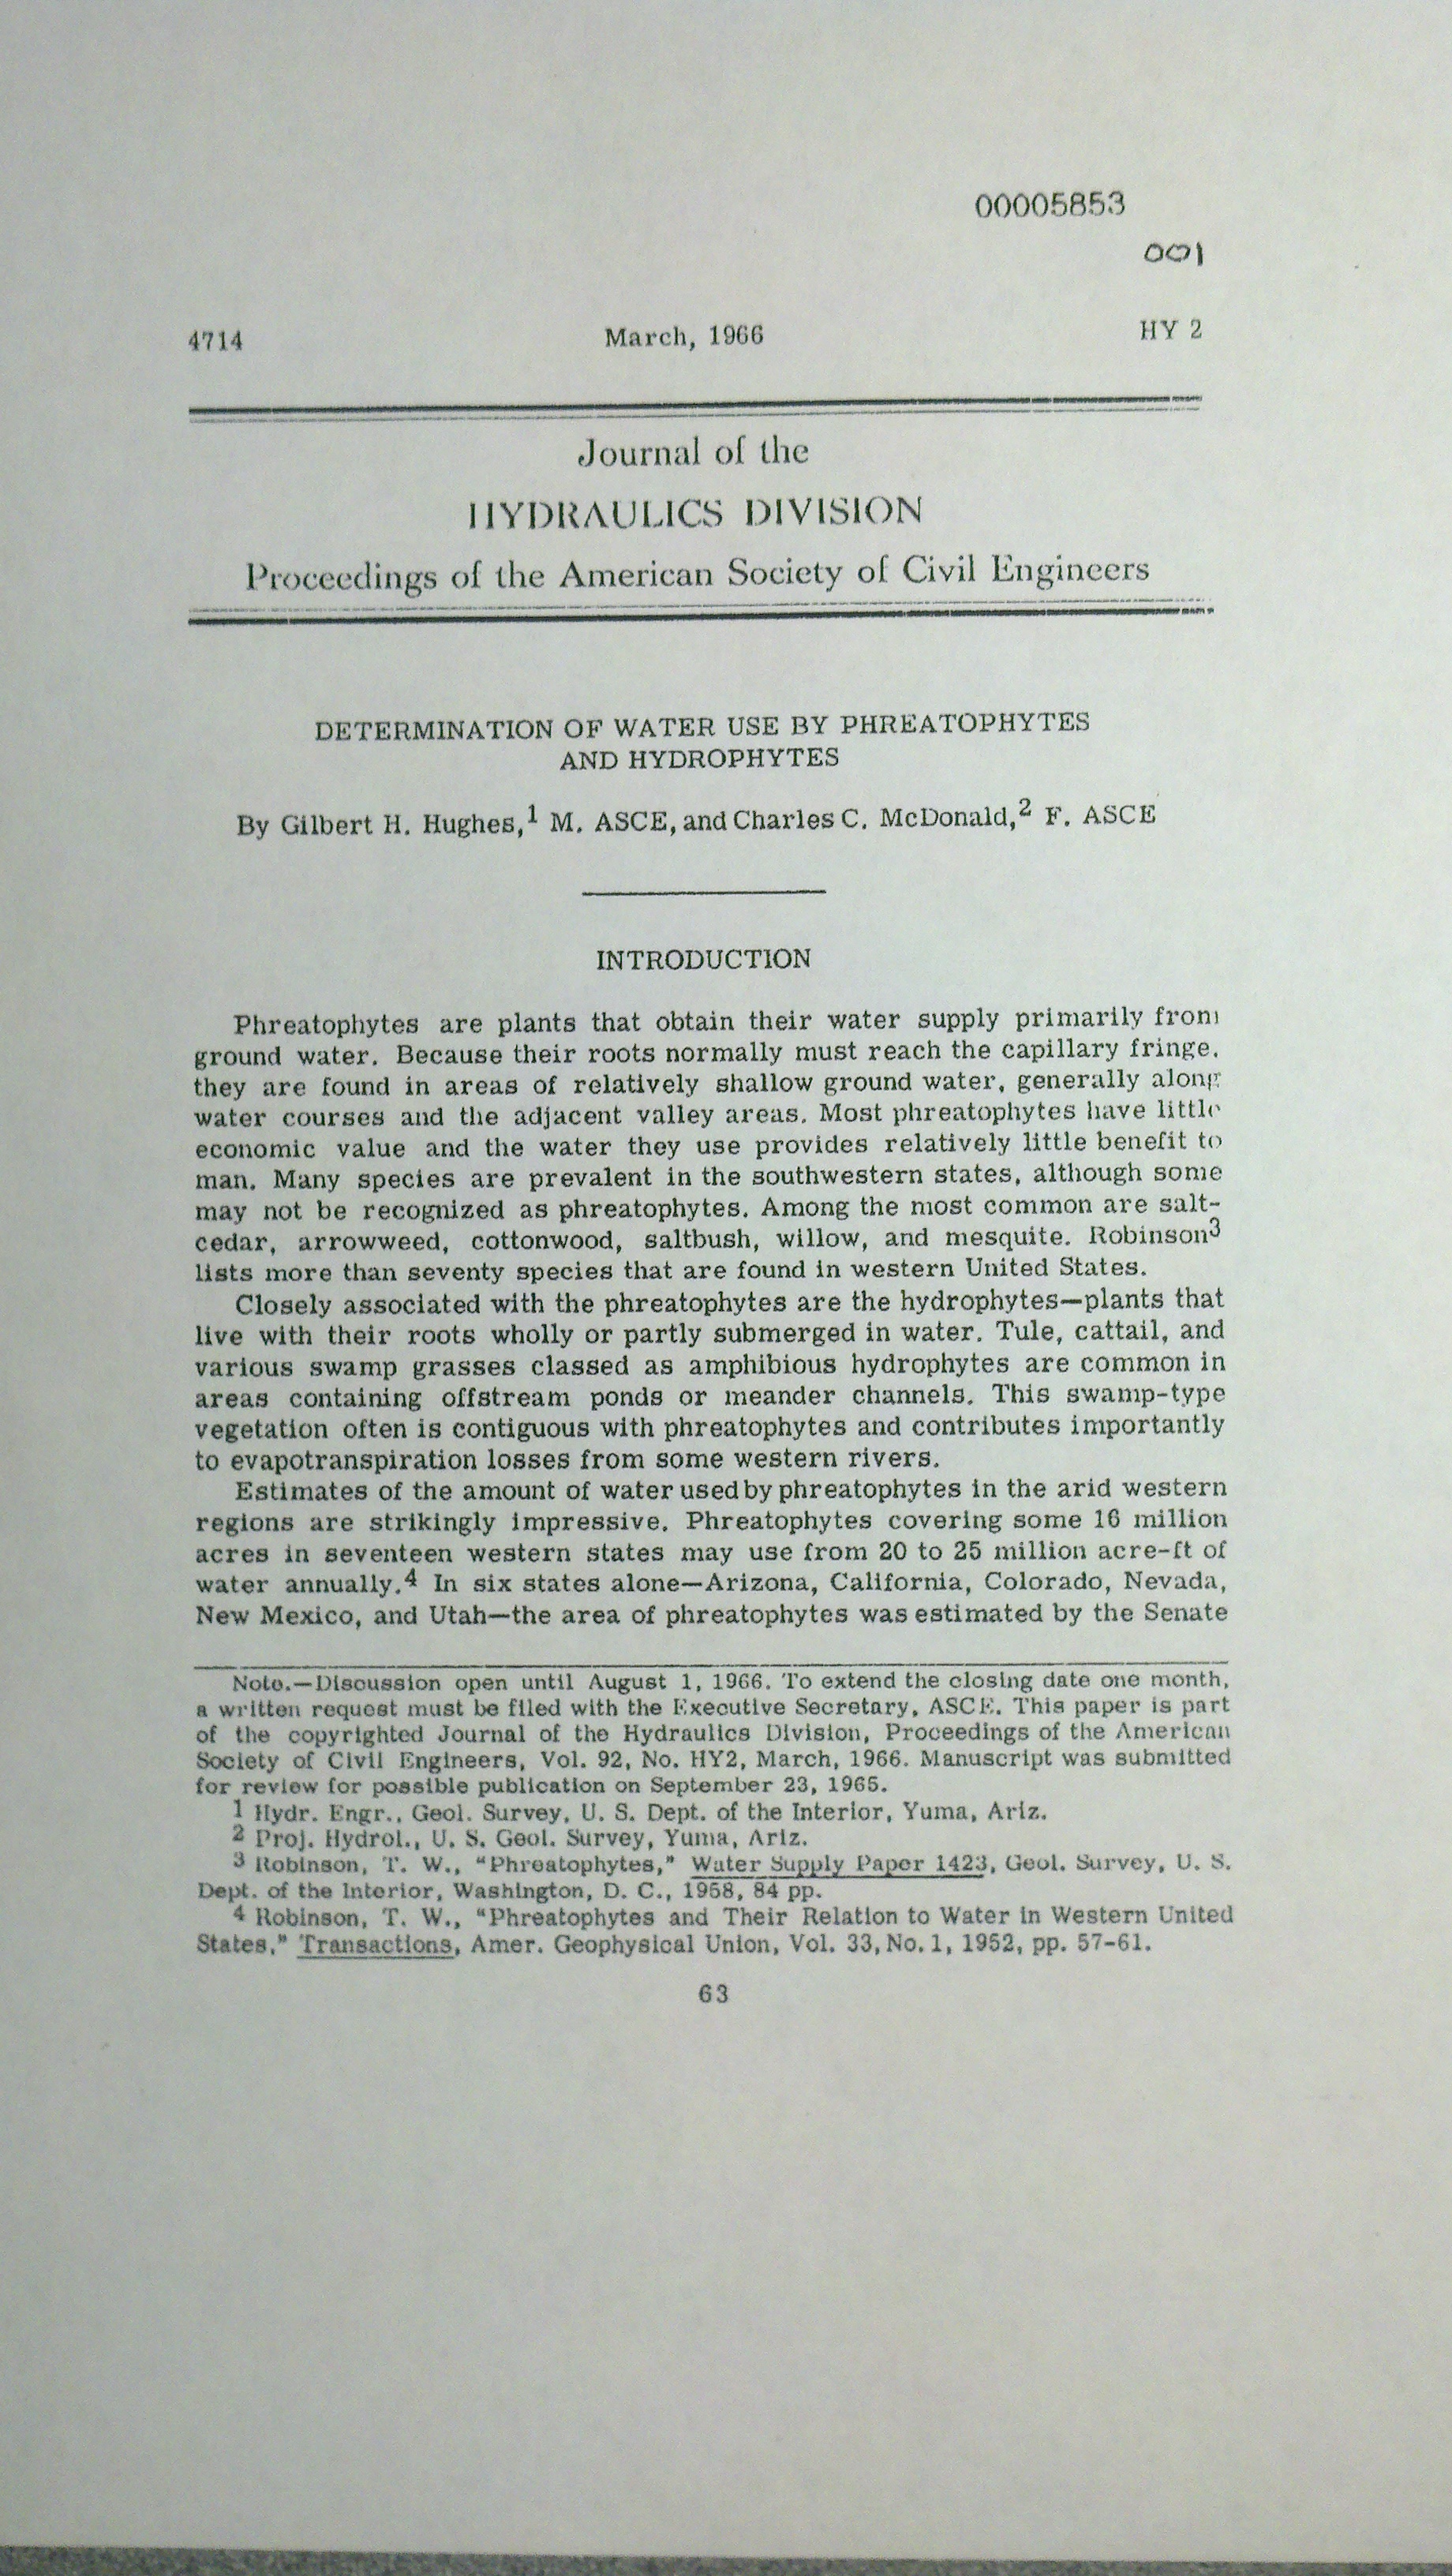 00005853
001
4714 March, 1966 HY 2
Journal of the
HYDRAULICS DIVISION
Proceedings of the American Society of Civil Engineers
DETERMINATION OF WATER USE BY PHREATOPHYTES
AND HYDROPHYTES
By Gilbert H. Hughes,1 M. ASCE, and Charles C. McDonald,2 F. ASCE
INTRODUCTION
Phreatophytes are plants that obtain their water supply primarily from
ground water. Because their roots normally must reach the capillary fringe,
they are found in areas of relatively shallow ground water, generally along
water courses and the adjacent valley areas. Most phreatophytes have little
economic value and the water they use provides relatively little benefit to
man. Many species are prevalent in the southwestern states, although some
may not be recognized as phreatophytes. Among the most common are salt-
cedar, arrowweed, cottonwood, saltbush, willow, and mesquite. Robinson3
lists more than seventy species that are found in western United States.
Closely associated with the phreatophytes are the hydrophytes—plants that
live with their roots wholly or partly submerged in water. Tule, cattail, and
various swamp grasses classed as amphibious hydrophytes are common in
areas containing offstream ponds or meander channels. This swamp-type
vegetation often is contiguous with phreatophytes and contributes importantly
to evapotranspiration losses from some western rivers.
Estimates of the amount of water used by phreatophytes in the arid western
regions are strikingly impressive. Phreatophytes covering some 16 million
acres in seventeen western states may use from 20 to 25 million acre-ft of
water annually.4 In six states alone—Arizona, California, Colorado, Nevada,
New Mexico, and Utah—the area of phreatophytes was estimated by the Senate
Note.—Discussion open until August 1, 1966. To extend the closing date one month,
a written request must be filed with the Executive Secretary, ASCE. This paper is part
of the copyrighted Journal of the Hydraulics Division, Proceedings of the American
Society of Civil Engineers, Vol. 92, No. HY2, March, 1966. Manuscript was submitted
for review for possible publication on September 23, 1965.
1 Hydr. Engr., Geol. Survey, U. S. Dept. of the Interior, Yuma, Ariz.
2 Proj. Hydrol., U. S. Geol. Survey, Yuma, Ariz.
3 Robinson, T. W., "Phreatophytes," Water Supply Paper 1423, Geol. Survey, U. S.
Dept. of the Interior, Washington, D. C., 1958, 84 pp.
4 Robinson, T. W., "Phreatophytes and Their Relation to Water in Western United
States," Transactions, Amer. Geophysical Union, Vol. 33, No. 1, 1952, pp. 57-61.
63